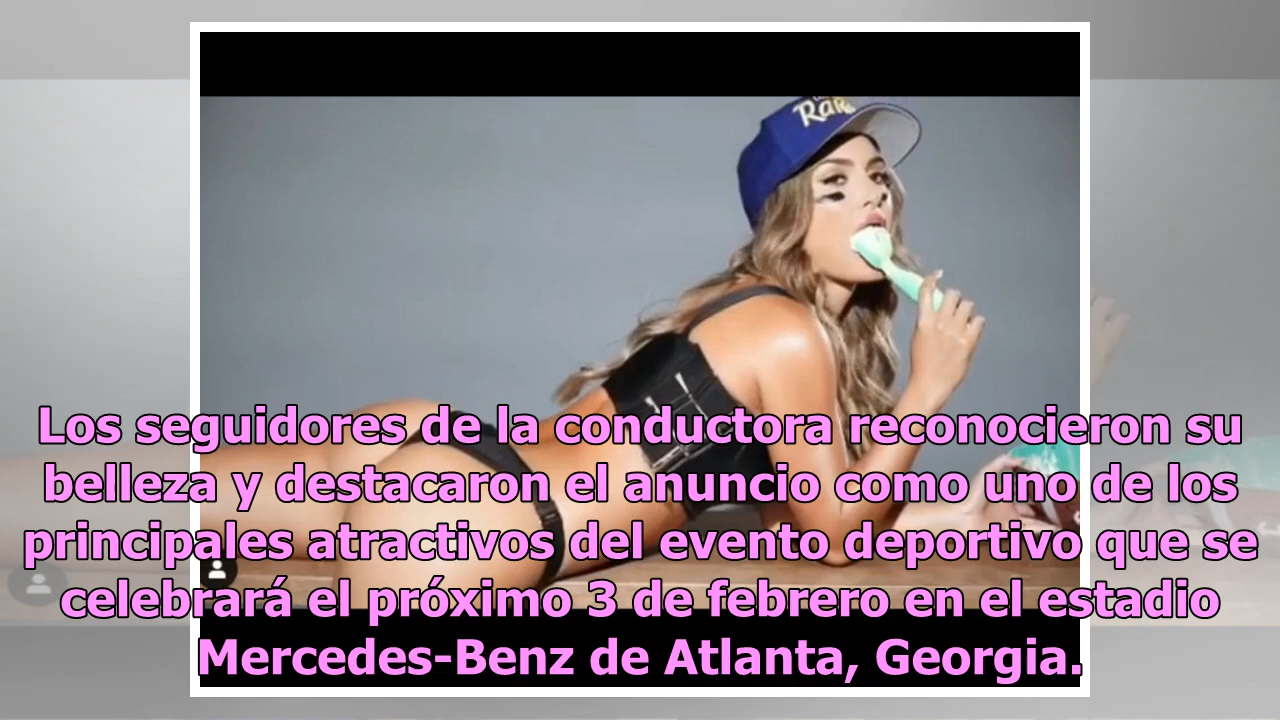 Rams
Los seguidores de la conductora reconocieron su
belleza y destacaron el anuncio como uno de los
principales atractivos del evento deportivo que se
celebrará el próximo 3 de febrero en el estadio
Mercedes-Benz de Atlanta, Georgia.